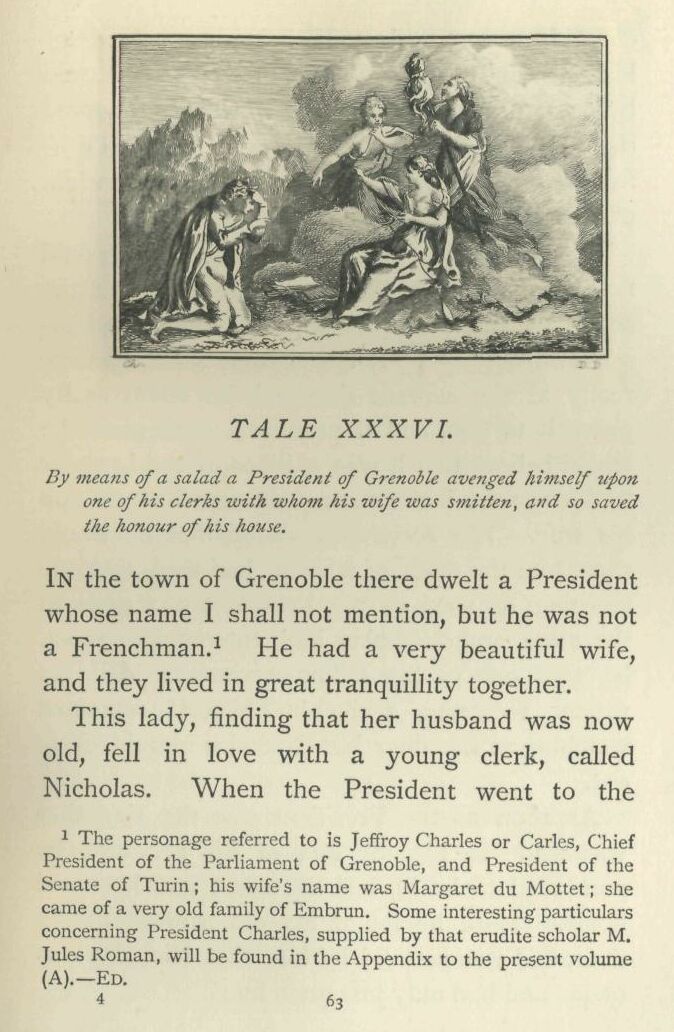 Ch.
D. D
TALE XXXVI.
By means of a salad a President of Grenoble avenged himself upon
one of his clerks with whom his wife was smitten, and so saved
the honour of his house.
IN the town of Grenoble there dwelt a President
whose name I shall not mention, but he was not
a Frenchman.¹ He had a very beautiful wife,
and they lived in great tranquillity together.
This lady, finding that her husband was now
old, fell in love with a young clerk, called
Nicholas. When the President went to the
¹ The personage referred to is Jeffroy Charles or Carles, Chief
President of the Parliament of Grenoble, and President of the
Senate of Turin; his wife's name was Margaret du Mottet; she
came of a very old family of Embrun. Some interesting particulars
concerning President Charles, supplied by that erudite scholar M.
Jules Roman, will be found in the Appendix to the present volume
(A).—ED.
4 63